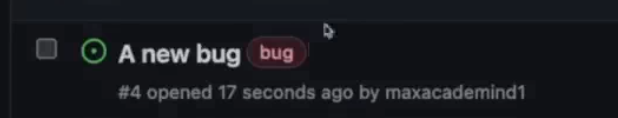 A new bug bug
#4 opened 17 seconds ago by maxacademind1